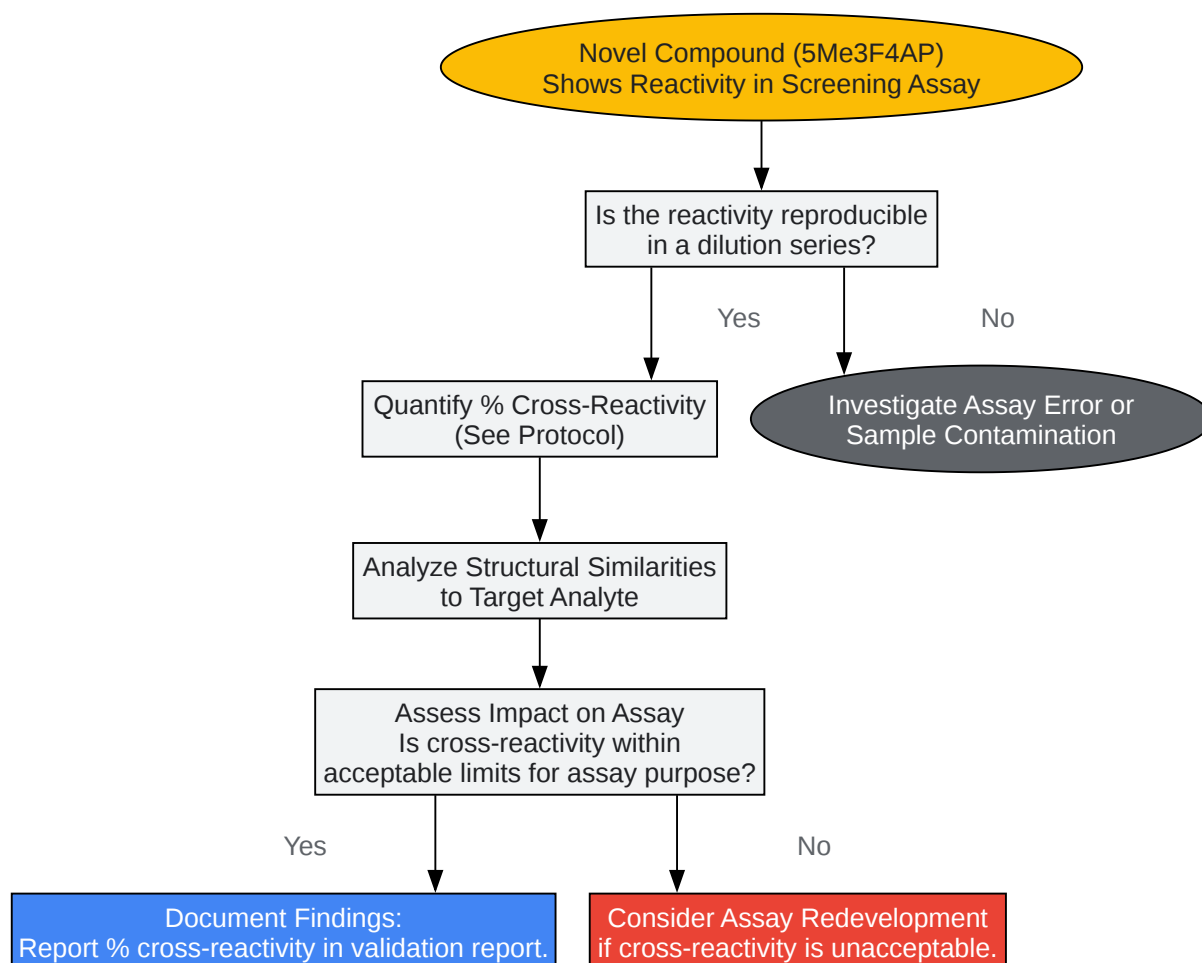 Novel Compound (5Me3F4AP)
Shows Reactivity in Screening Assay
Is the reactivity reproducible
in a dilution series?
Yes
No
Quantify % Cross-Reactivity
(See Protocol)
Investigate Assay Error or
Sample Contamination
Analyze Structural Similarities
to Target Analyte
Assess Impact on Assay
Is cross-reactivity within
acceptable limits for assay purpose?
Yes
No
Document Findings:
Report % cross-reactivity in validation report.
Consider Assay Redevelopment
if cross-reactivity is unacceptable.